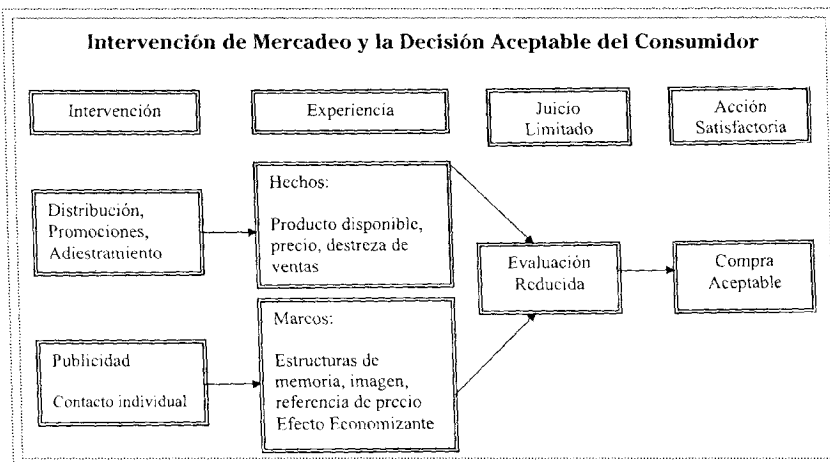 Intervención de Mercadeo y la Decisión Aceptable del Consumidor
Intervención
Experiencia
Juicio
Limitado
Acción
Satisfactoria
Distribución,
Promociones,
Adiestramiento
Hechos:
Producto disponible,
precio, destreza de
ventas
Evaluación
Reducida
Compra
Aceptable
Publicidad
Contacto individual
Marcos:
Estructuras de
memoria, imagen,
referencia de precio
Efecto Economizante